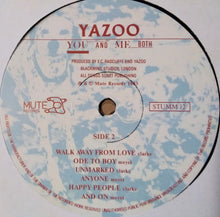 YAZOO
YOU AND ME BOTH
PRODUCED BY E.C. RADCLIFFE AND YAZOO
BLACKWING STUDIOS, LONDON
ALL SONGS SONET PUBLISHING
℗ & © Mute Records 1983
MUTE
RECORDS
STUMM 12
SIDE 2
WALK AWAY FROM LOVE clarke
ODE TO BOY moyet
UNMARKED clarke
ANYONE moyet
HAPPY PEOPLE clarke
AND ON moyet